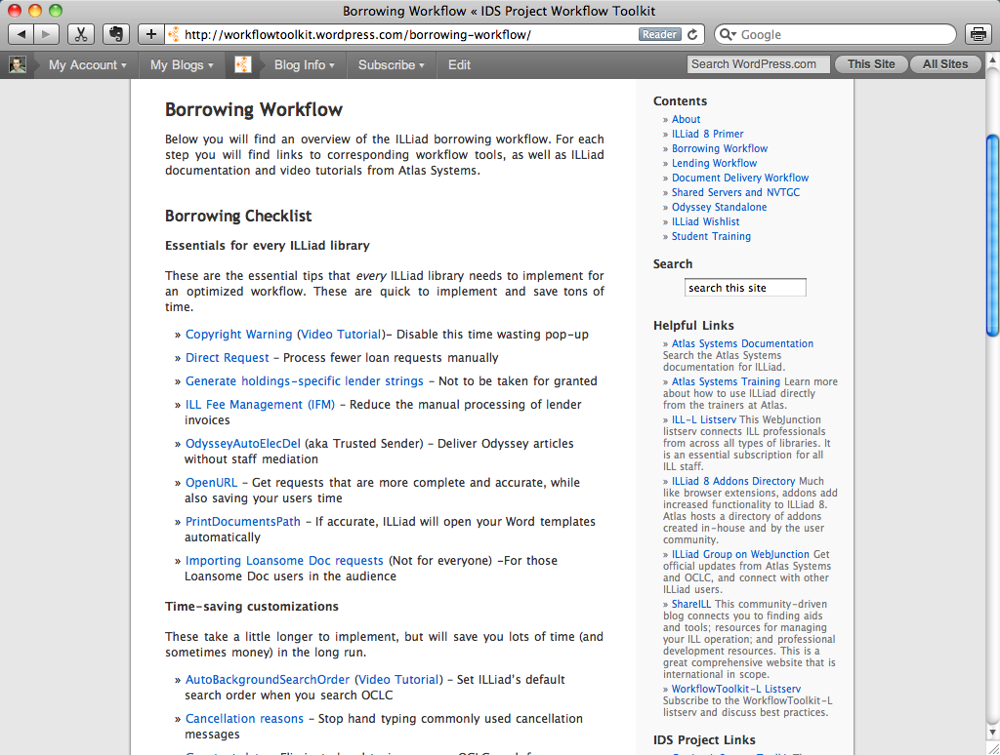 Borrowing Workflow « IDS Project Workflow Toolkit
http://workflowtoolkit.wordpress.com/borrowing-workflow/
Reader
Google
My Account
My Blogs
Blog Info
Subscribe
Edit
Search WordPress.com
This Site
All Sites
Borrowing Workflow
Below you will find an overview of the ILLiad borrowing workflow. For each
step you will find links to corresponding workflow tools, as well as ILLiad
documentation and video tutorials from Atlas Systems.
Borrowing Checklist
Essentials for every ILLiad library
These are the essential tips that every ILLiad library needs to implement for
an optimized workflow. These are quick to implement and save tons of
time.
» Copyright Warning (Video Tutorial)– Disable this time wasting pop-up
» Direct Request – Process fewer loan requests manually
» Generate holdings-specific lender strings – Not to be taken for granted
» ILL Fee Management (IFM) – Reduce the manual processing of lender
invoices
» OdysseyAutoElecDel (aka Trusted Sender) – Deliver Odyssey articles
without staff mediation
» OpenURL – Get requests that are more complete and accurate, while
also saving your users time
» PrintDocumentsPath – If accurate, ILLiad will open your Word templates
automatically
» Importing Loansome Doc requests (Not for everyone) –For those
Loansome Doc users in the audience
Time-saving customizations
These take a little longer to implement, but will save you lots of time (and
sometimes money) in the long run.
» AutoBackgroundSearchOrder (Video Tutorial) – Set ILLiad's default
search order when you search OCLC
» Cancellation reasons – Stop hand typing commonly used cancellation
messages
Contents
» About
» ILLiad 8 Primer
» Borrowing Workflow
» Lending Workflow
» Document Delivery Workflow
» Shared Servers and NVTGC
» Odyssey Standalone
» ILLiad Wishlist
» Student Training
Search
search this site
Helpful Links
» Atlas Systems Documentation
Search the Atlas Systems
documentation for ILLiad.
» Atlas Systems Training Learn more
about how to use ILLiad directly
from the trainers at Atlas.
» ILL-L Listserv This WebJunction
listserv connects ILL professionals
from across all types of libraries. It
is an essential subscription for all
ILL staff.
» ILLiad 8 Addons Directory Much
like browser extensions, addons add
increased functionality to ILLiad 8.
Atlas hosts a directory of addons
created in-house and by the user
community.
» ILLiad Group on WebJunction Get
official updates from Atlas Systems
and OCLC, and connect with other
ILLiad users.
» ShareILL This community-driven
blog connects you to finding aids
and tools; resources for managing
your ILL operation; and professional
development resources. This is a
great comprehensive website that is
international in scope.
» WorkflowToolkit-L Listserv
Subscribe to the WorkflowToolkit-L
listserv and discuss best practices.
IDS Project Links